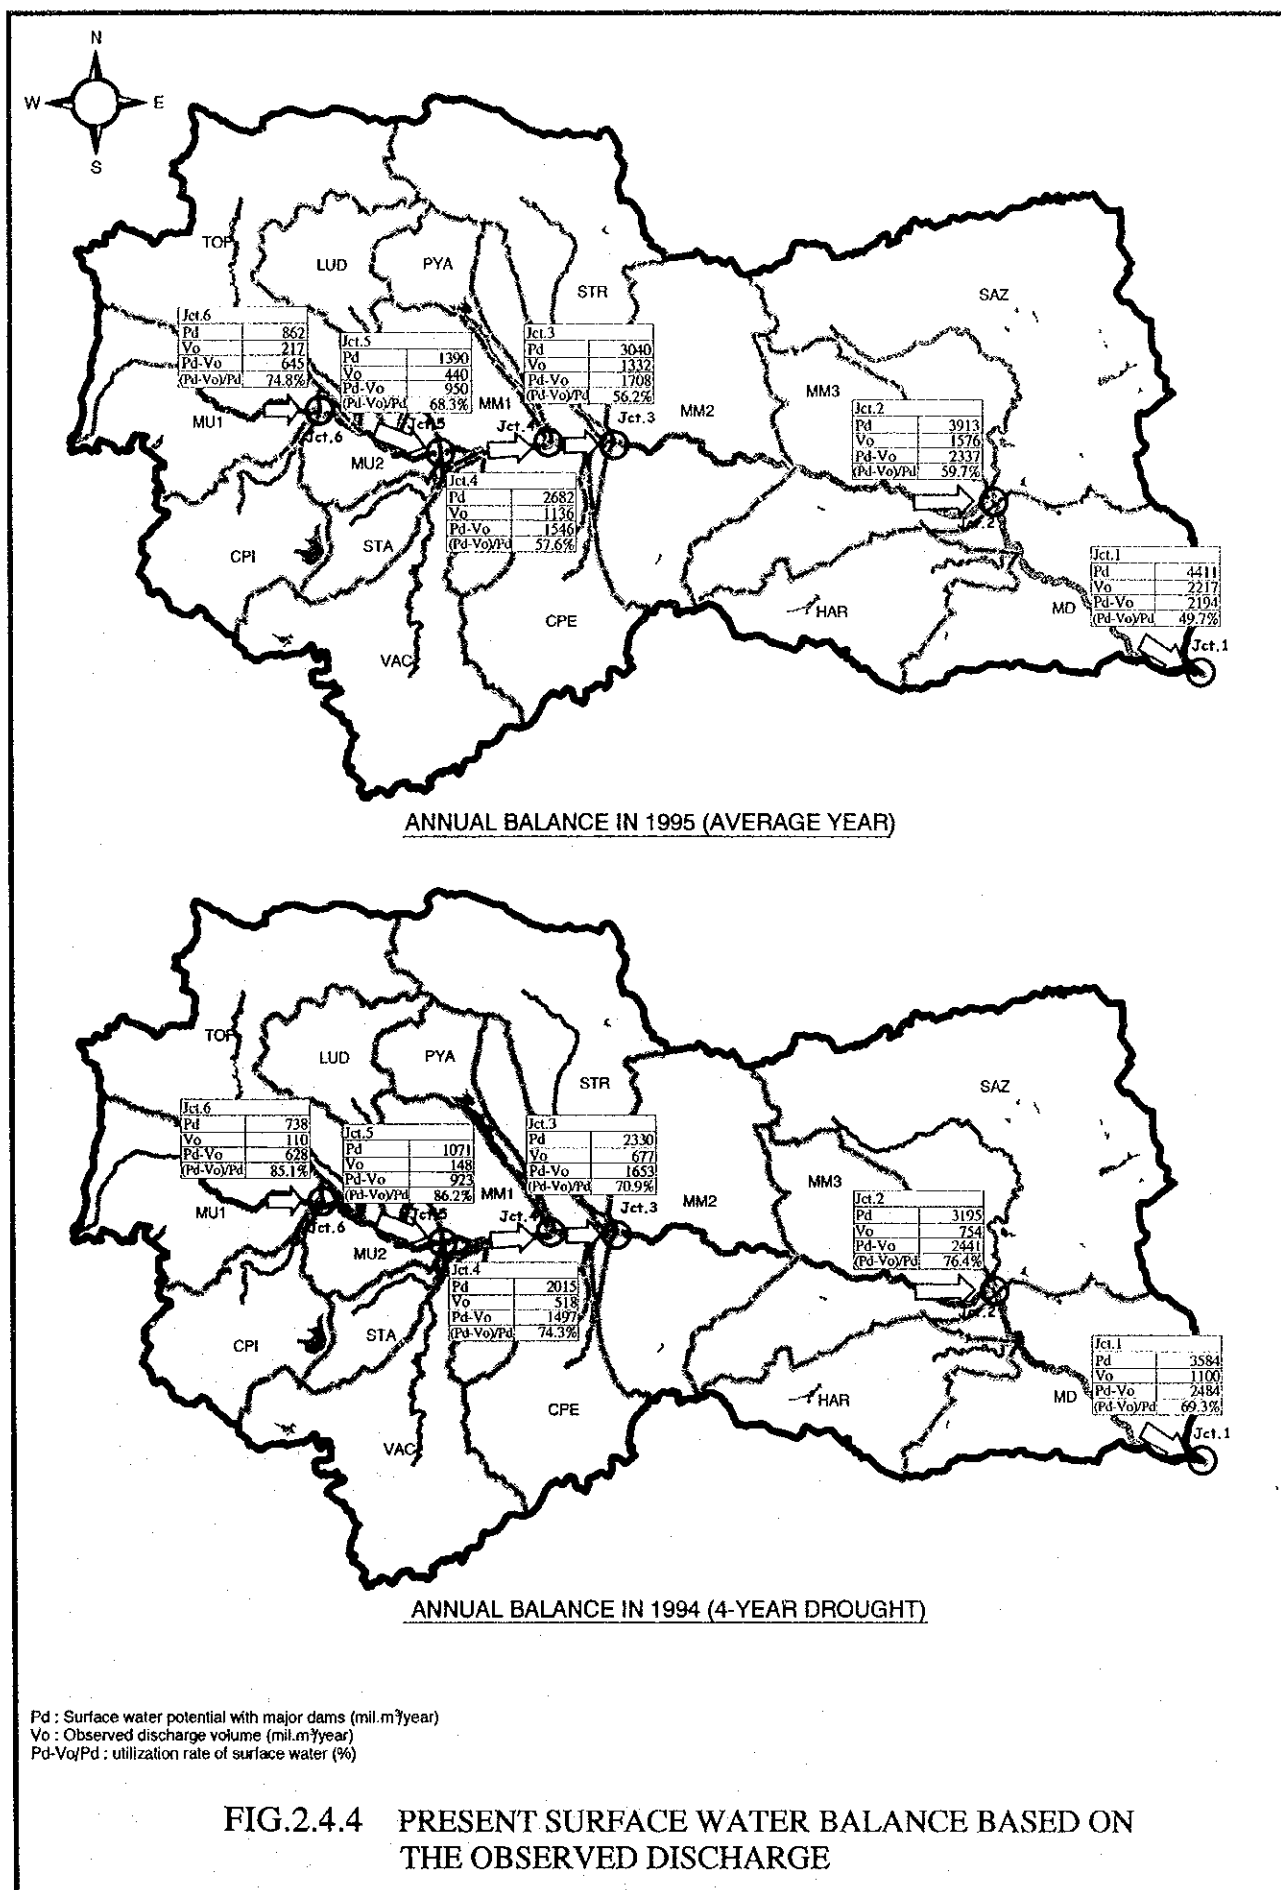 N
W E
S
TOP
LUD
PYA
STR
SAZ
Jct.6
Pd 862
Vo 217
Pd-Vo 645
(Pd-Vo)/Pd 74.8%
Jct.5
Pd 1390
Vo 440
Pd-Vo 950
(Pd-Vo)/Pd 68.3%
Jct.3
Pd 3040
Vo 1332
Pd-Vo 1708
(Pd-Vo)/Pd 56.2%
MM3
MM1
MM2
Jct.2
Pd 3913
Vo 1576
Pd-Vo 2337
(Pd-Vo)/Pd 59.7%
MU1
Jct.6
Jct.5
Jct.4
Jct.3
MU2
Jct.4
Pd 2682
Vo 1136
Pd-Vo 1546
(Pd-Vo)/Pd 57.6%
Jct.2
CPI
STA
Jct.1
Pd 4411
Vo 2217
Pd-Vo 2194
(Pd-Vo)/Pd 49.7%
HAR
MD
CPE
VAC
Jct.1
ANNUAL BALANCE IN 1995 (AVERAGE YEAR)
TOP
LUD
PYA
STR
SAZ
Jct.6
Pd 738
Vo 110
Pd-Vo 628
(Pd-Vo)/Pd 85.1%
Jct.5
Pd 1071
Vo 148
Pd-Vo 923
(Pd-Vo)/Pd 86.2%
Jct.3
Pd 2330
Vo 677
Pd-Vo 1653
(Pd-Vo)/Pd 70.9%
MM3
MM1
MM2
Jct.2
Pd 3195
Vo 754
Pd-Vo 2441
(Pd-Vo)/Pd 76.4%
MU1
Jct.6
Jct.5
Jct.4
Jct.3
MU2
Jct.4
Pd 2015
Vo 518
Pd-Vo 1497
(Pd-Vo)/Pd 74.3%
Jct.2
CPI
STA
Jct.1
Pd 3584
Vo 1100
Pd-Vo 2484
(Pd-Vo)/Pd 69.3%
HAR
MD
CPE
VAC
Jct.1
ANNUAL BALANCE IN 1994 (4-YEAR DROUGHT)
Pd : Surface water potential with major dams (mil.m³/year)
Vo : Observed discharge volume (mil.m³/year)
Pd-Vo/Pd : utilization rate of surface water (%)
FIG.2.4.4 PRESENT SURFACE WATER BALANCE BASED ON
THE OBSERVED DISCHARGE